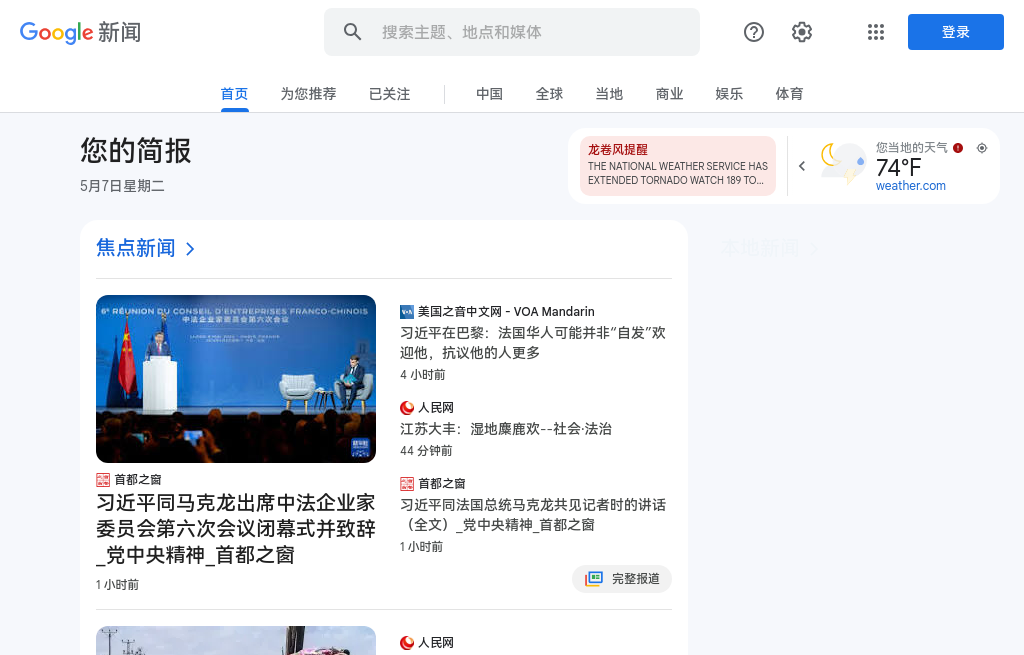 Google 新闻
搜索主题、地点和媒体
登录
首页
为您推荐
已关注
中国
全球
当地
商业
娱乐
体育
您的简报
5月7日星期二
龙卷风提醒
THE NATIONAL WEATHER SERVICE HAS
EXTENDED TORNADO WATCH 189 TO...
您当地的天气
74°F
weather.com
焦点新闻
本地新闻
6ᵉ RÉUNION DU CONSEIL D'ENTREPRISES FRANCO-CHINOIS
中法企业家委员会第六次会议
首都之窗
习近平同马克龙出席中法企业家
委员会第六次会议闭幕式并致辞
_党中央精神_首都之窗
1 小时前
美国之音中文网 - VOA Mandarin
习近平在巴黎：法国华人可能并非“自发”欢
迎他，抗议他的人更多
4 小时前
人民网
江苏大丰：湿地麋鹿欢--社会·法治
44 分钟前
首都之窗
习近平同法国总统马克龙共见记者时的讲话
（全文）_党中央精神_首都之窗
1 小时前
完整报道
人民网